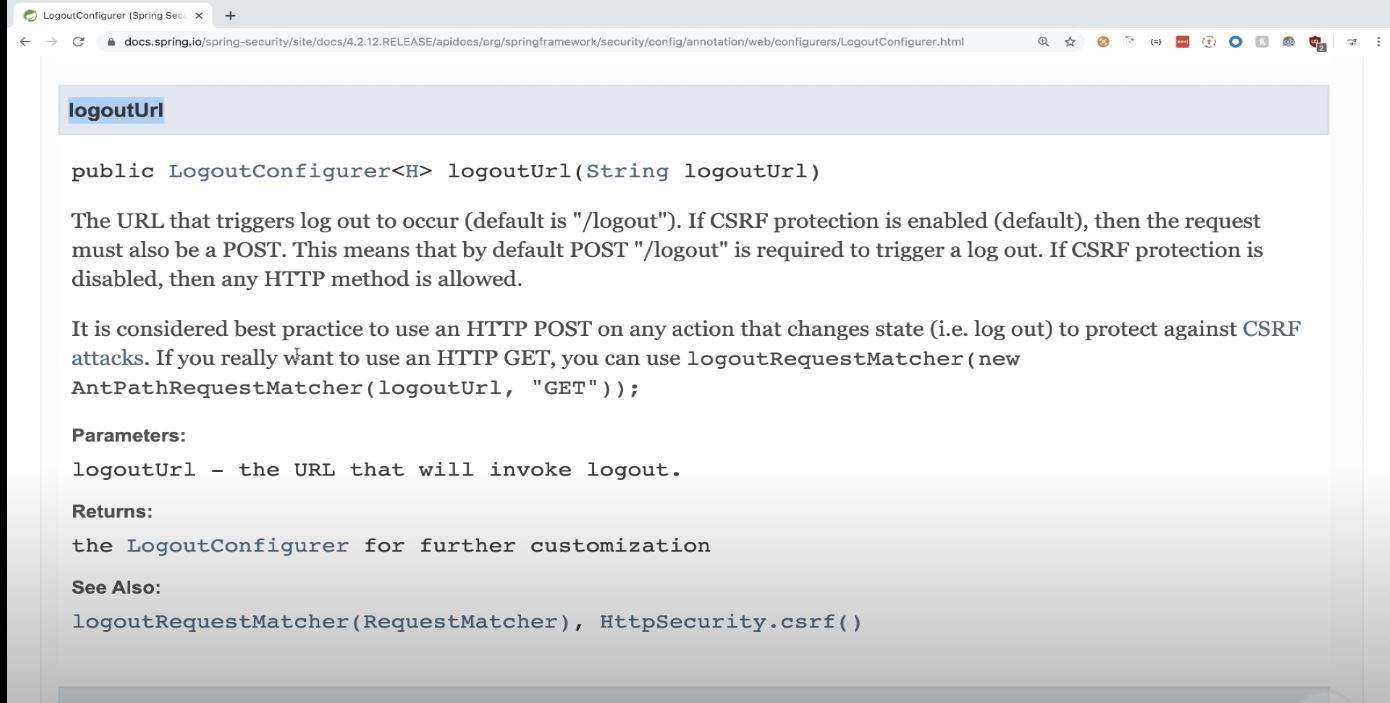 LogoutConfigurer (Spring Secu
docs.spring.io/spring-security/site/docs/4.2.12.RELEASE/apidocs/org/springframework/security/config/annotation/web/configurers/LogoutConfigurer.html
logoutUrl
public LogoutConfigurer<H> logoutUrl(String logoutUrl)
The URL that triggers log out to occur (default is "/logout"). If CSRF protection is enabled (default), then the request
must also be a POST. This means that by default POST "/logout" is required to trigger a log out. If CSRF protection is
disabled, then any HTTP method is allowed.
It is considered best practice to use an HTTP POST on any action that changes state (i.e. log out) to protect against CSRF
attacks. If you really want to use an HTTP GET, you can use logoutRequestMatcher(new
AntPathRequestMatcher(logoutUrl, "GET"));
Parameters:
logoutUrl - the URL that will invoke logout.
Returns:
the LogoutConfigurer for further customization
See Also:
logoutRequestMatcher(RequestMatcher), HttpSecurity.csrf()